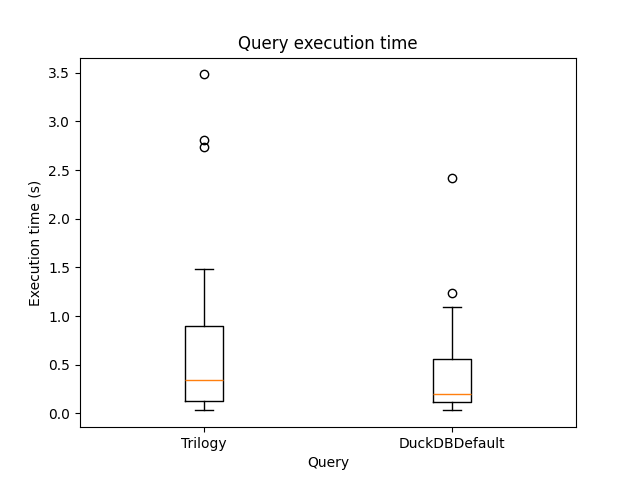 Query execution time
3.5
3.0
2.5
2.0
1.5
1.0
0.5
0.0
Execution time (s)
Trilogy
DuckDBDefault
Query